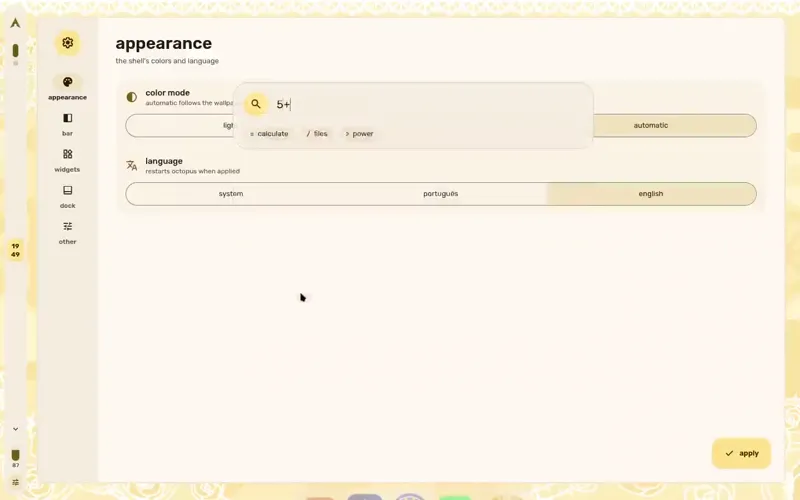 appearance
the shell's colors and language
appearance
bar
widgets
dock
other
color mode
automatic follows the
5+
= calculate / files > power
automatic
language
restarts octopus when applied
system português english
19
49
87
apply